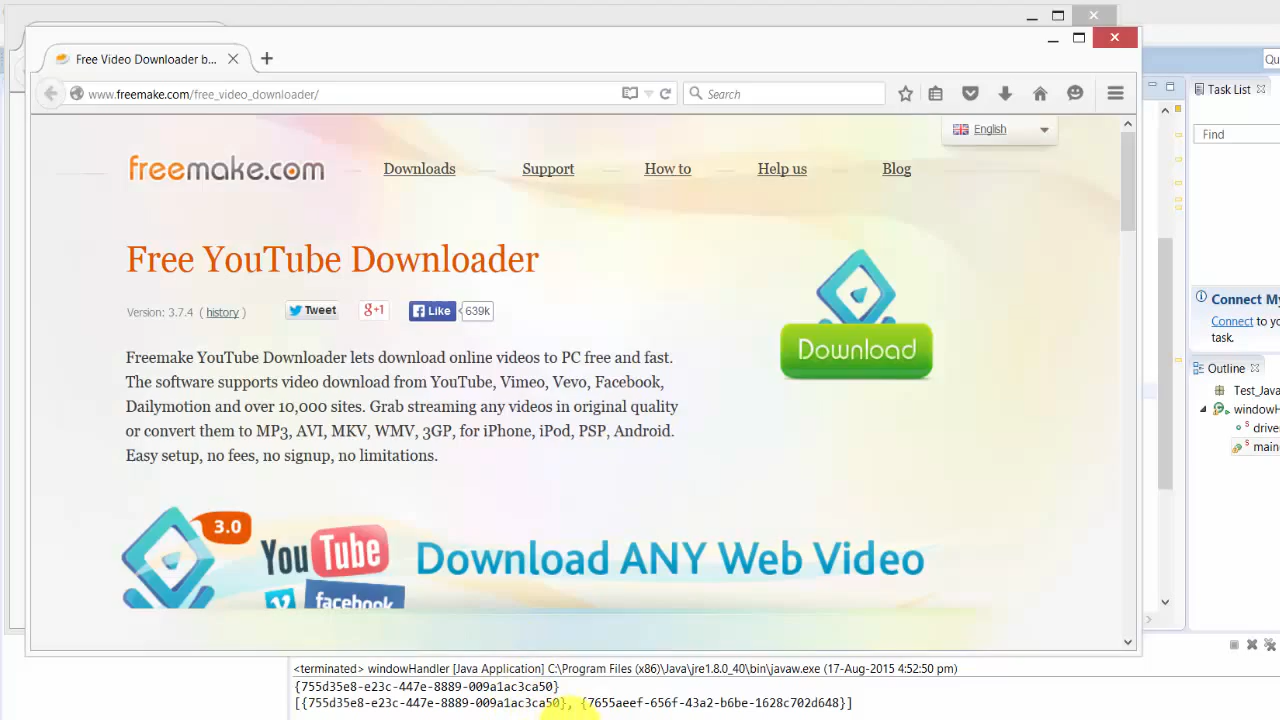 Free Video Downloader b...
www.freemake.com/free_video_downloader/
Search
Qu
Task List
Find
English
freemake.com
Downloads
Support
How to
Help us
Blog
Free YouTube Downloader
Version: 3.7.4 ( history )
Tweet
g+1
Like
639k
Download
Freemake YouTube Downloader lets download online videos to PC free and fast.
The software supports video download from YouTube, Vimeo, Vevo, Facebook,
Dailymotion and over 10,000 sites. Grab streaming any videos in original quality
or convert them to MP3, AVI, MKV, WMV, 3GP, for iPhone, iPod, PSP, Android.
Easy setup, no fees, no signup, no limitations.
3.0
YouTube
facebook
Download ANY Web Video
Connect My
Connect to yo
task.
Outline
Test_Java
windowH
drive
main
<terminated> windowHandler [Java Application] C:\Program Files (x86)\Java\jre1.8.0_40\bin\javaw.exe (17-Aug-2015 4:52:50 pm)
{755d35e8-e23c-447e-8889-009a1ac3ca50}
[{755d35e8-e23c-447e-8889-009a1ac3ca50}, {7655aeef-656f-43a2-b6be-1628c702d648}]